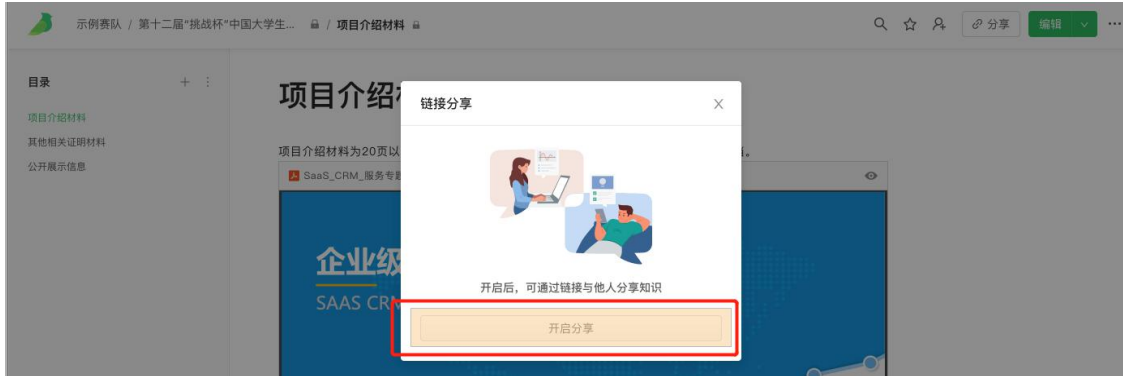 示例赛队 / 第十二届"挑战杯"中国大学生... / 项目介绍材料
分享
编辑
目录
项目介绍材料
其他相关证明材料
公开展示信息
项目介绍
项目介绍材料为20页以
SaaS_CRM_服务专题
企业级
SAAS CRM
链接分享
开启后，可通过链接与他人分享知识
开启分享